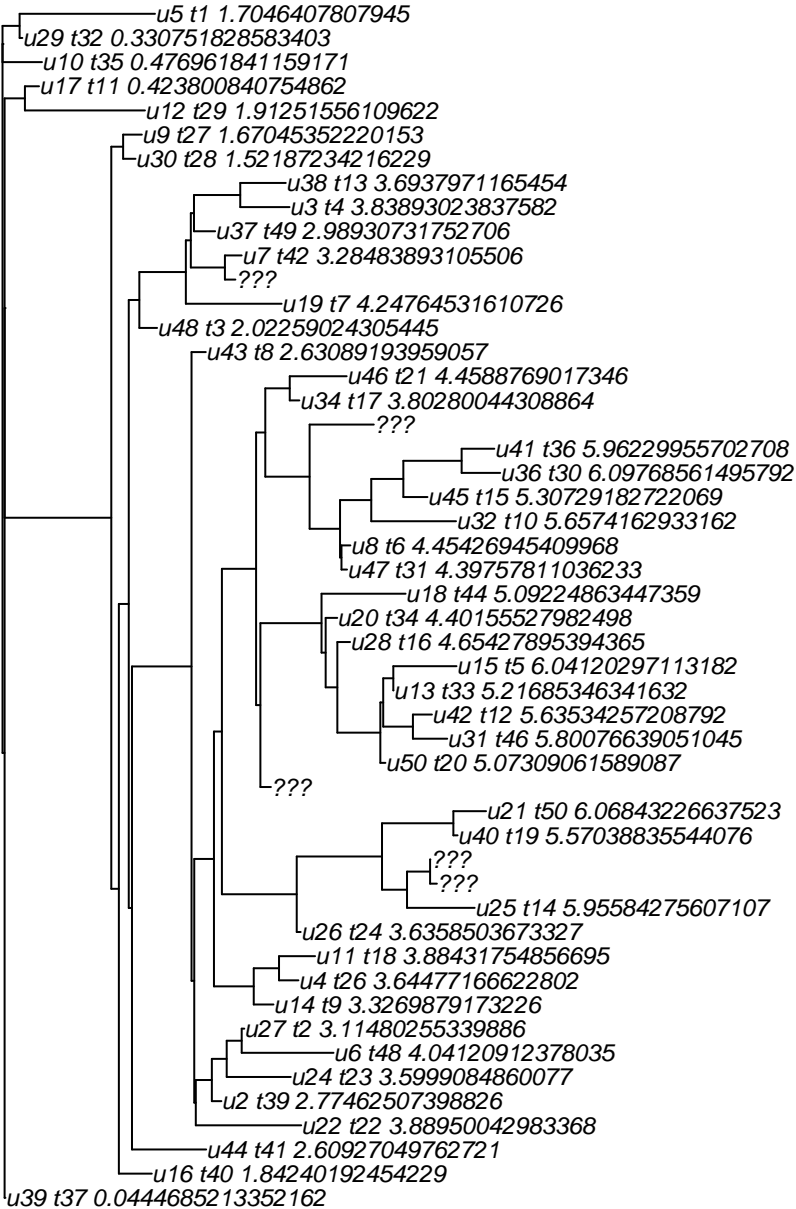 u5 t1 1.7046407807945
u29 t32 0.330751828583403
u10 t35 0.476961841159171
u17 t11 0.423800840754862
u12 t29 1.91251556109622
u9 t27 1.67045352220153
u30 t28 1.52187234216229
u38 t13 3.6937971165454
u3 t4 3.83893023837582
u37 t49 2.98930731752706
u7 t42 3.28483893105506
???
u19 t7 4.24764531610726
u48 t3 2.02259024305445
u43 t8 2.63089193959057
u46 t21 4.4588769017346
u34 t17 3.80280044308864
???
u41 t36 5.96229955702708
u36 t30 6.09768561495792
u45 t15 5.30729182722069
u32 t10 5.6574162933162
u8 t6 4.45426945409968
u47 t31 4.39757811036233
u18 t44 5.09224863447359
u20 t34 4.40155527982498
u28 t16 4.65427895394365
u15 t5 6.04120297113182
u13 t33 5.21685346341632
u42 t12 5.63534257208792
u31 t46 5.80076639051045
u50 t20 5.07309061589087
???
u21 t50 6.06843226637523
u40 t19 5.57038835544076
???
???
u25 t14 5.95584275607107
u26 t24 3.6358503673327
u11 t18 3.88431754856695
u4 t26 3.64477166622802
u14 t9 3.3269879173226
u27 t2 3.11480255339886
u6 t48 4.04120912378035
u24 t23 3.5999084860077
u2 t39 2.77462507398826
u22 t22 3.88950042983368
u44 t41 2.60927049762721
u16 t40 1.84240192454229
u39 t37 0.0444685213352162